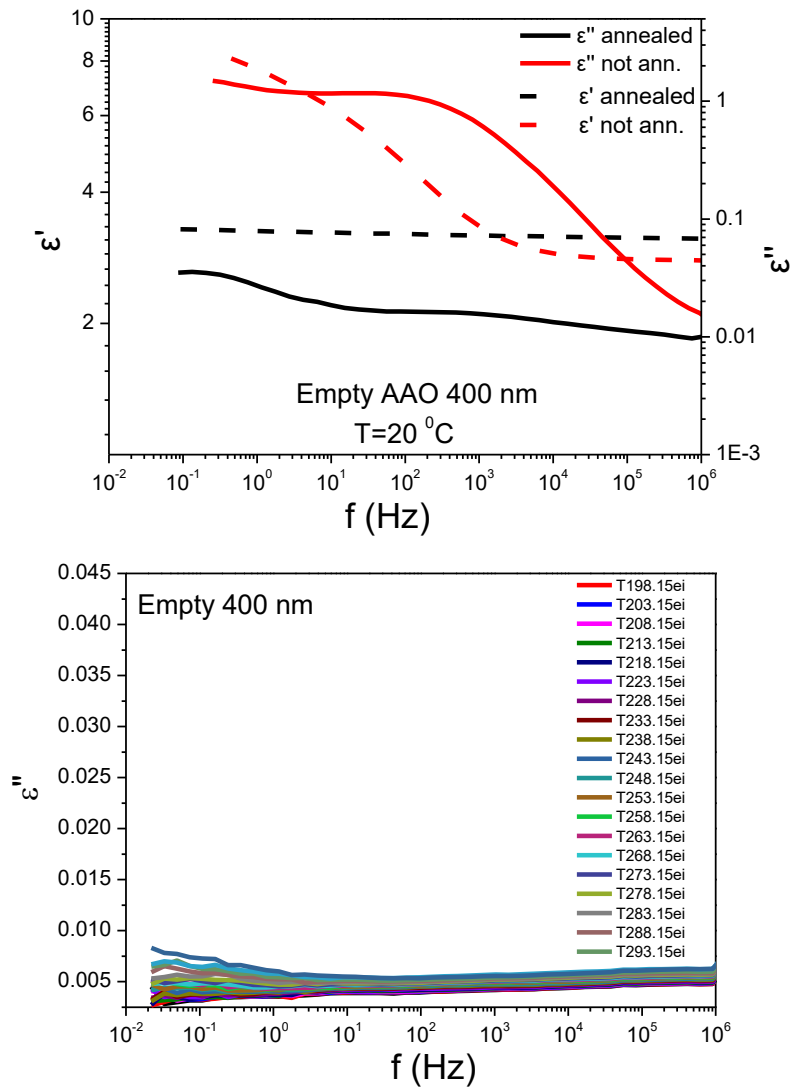 10
8
6
4
2
ε'
ε" annealed
ε" not ann.
ε' annealed
ε' not ann.
1
0.1
0.01
1E-3
ε"
Empty AAO 400 nm
T=20 ⁰C
10⁻² 10⁻¹ 10⁰ 10¹ 10² 10³ 10⁴ 10⁵ 10⁶
f (Hz)
0.045
0.040
0.035
0.030
0.025
0.020
0.015
0.010
0.005
ε"
Empty 400 nm
T198.15ei
T203.15ei
T208.15ei
T213.15ei
T218.15ei
T223.15ei
T228.15ei
T233.15ei
T238.15ei
T243.15ei
T248.15ei
T253.15ei
T258.15ei
T263.15ei
T268.15ei
T273.15ei
T278.15ei
T283.15ei
T288.15ei
T293.15ei
10⁻² 10⁻¹ 10⁰ 10¹ 10² 10³ 10⁴ 10⁵ 10⁶
f (Hz)